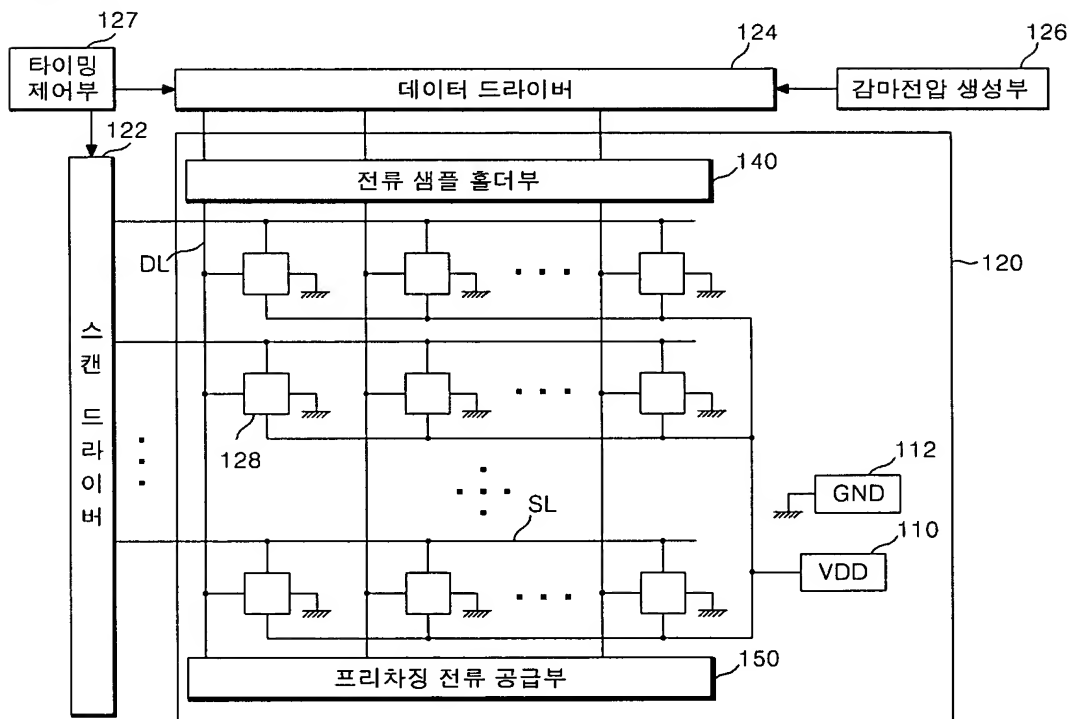 127
타이밍
제어부
124
데이터 드라이버
126
감마전압 생성부
122
스캔 드라이버
140
전류 샘플 홀더부
DL
120
128
112
GND
SL
110
VDD
150
프리차징 전류 공급부